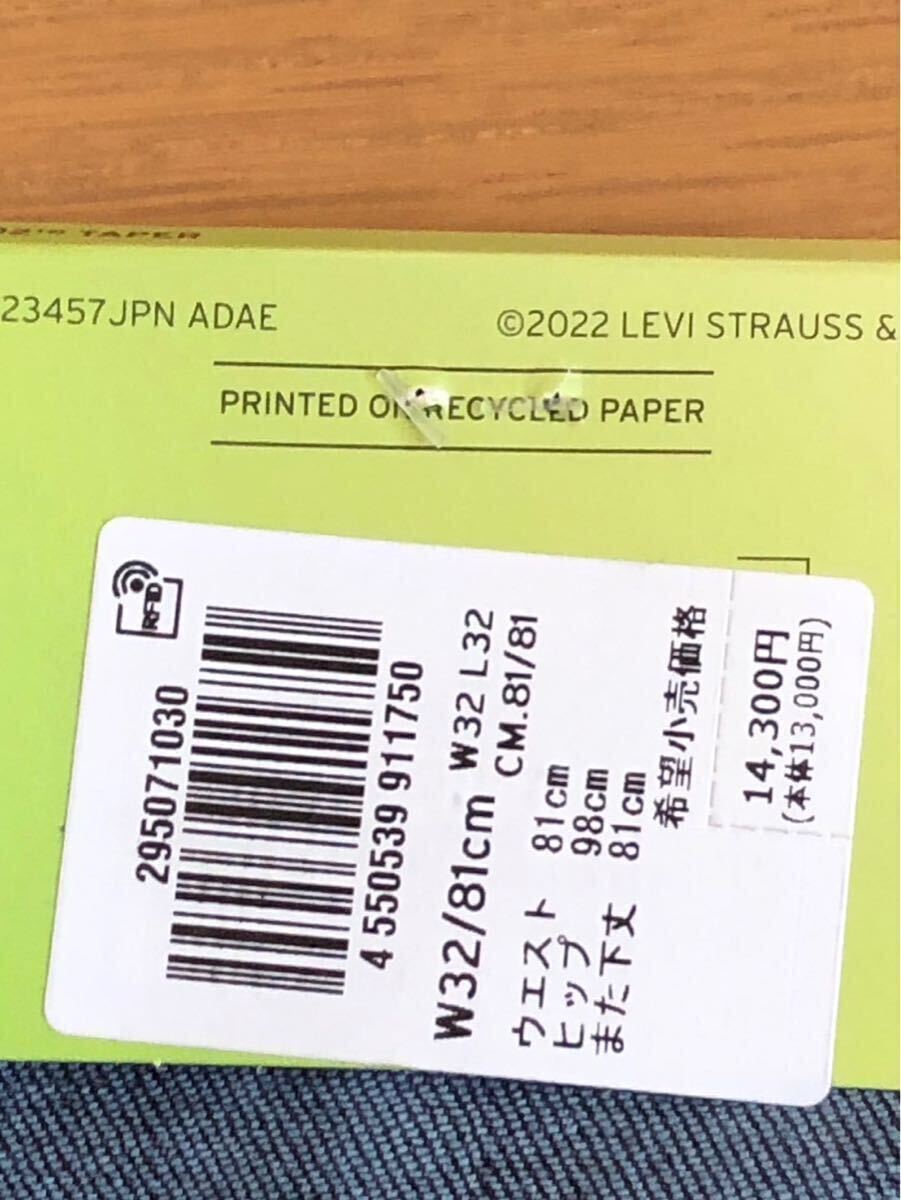 TAPER
23457JPN ADAE
©2022 LEVI STRAUSS &
PRINTED ON RECYCLED PAPER
RFID
295071030
4 550539 911750
W32/81cm W32 L32
CM.81/81
ウエスト 81cm
ヒップ 98cm
また下丈 81cm
希望小売価格
14,300円
(本体13,000円)